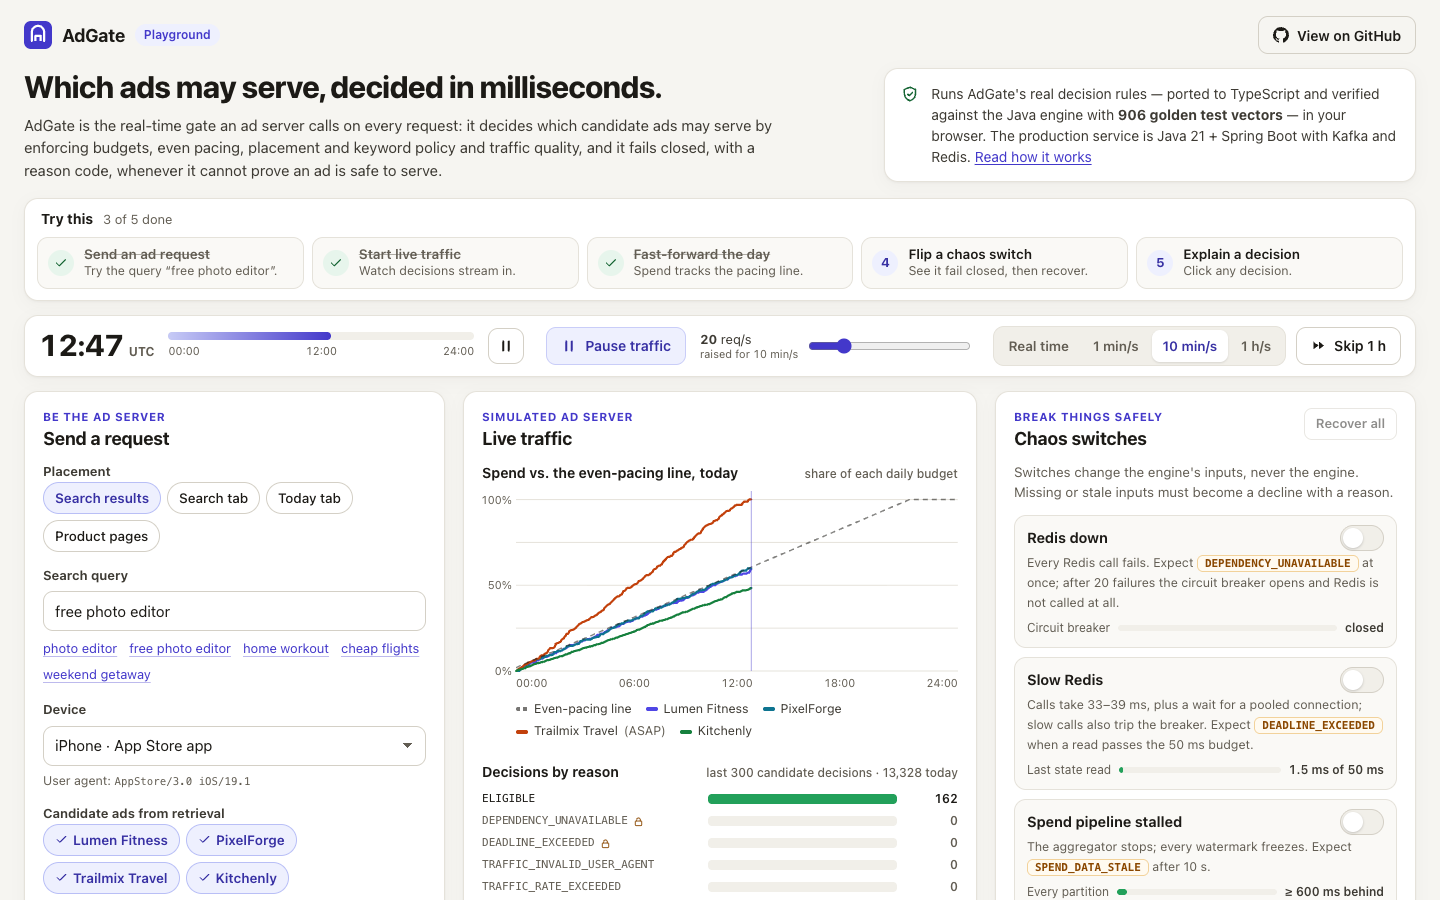 AdGate
Playground
View on GitHub
Which ads may serve, decided in milliseconds.
AdGate is the real-time gate an ad server calls on every request: it decides which candidate ads may serve by
enforcing budgets, even pacing, placement and keyword policy and traffic quality, and it fails closed, with a
reason code, whenever it cannot prove an ad is safe to serve.
Runs AdGate's real decision rules — ported to TypeScript and verified
against the Java engine with 906 golden test vectors — in your
browser. The production service is Java 21 + Spring Boot with Kafka and
Redis. Read how it works
Try this 3 of 5 done
Send an ad request
Try the query “free photo editor”.
Start live traffic
Watch decisions stream in.
Fast-forward the day
Spend tracks the pacing line.
4
Flip a chaos switch
See it fail closed, then recover.
5
Explain a decision
Click any decision.
12:47 UTC
00:00 12:00 24:00
Pause traffic
20 req/s
raised for 10 min/s
Real time 1 min/s 10 min/s 1 h/s
Skip 1 h
BE THE AD SERVER
Send a request
Placement
Search results Search tab Today tab
Product pages
Search query
free photo editor
photo editor free photo editor home workout cheap flights
weekend getaway
Device
iPhone · App Store app
User agent: AppStore/3.0 iOS/19.1
Candidate ads from retrieval
Lumen Fitness PixelForge
Trailmix Travel Kitchenly
SIMULATED AD SERVER
Live traffic
Spend vs. the even-pacing line, today share of each daily budget
100%
50%
0%
00:00 06:00 12:00 18:00 24:00
Even-pacing line Lumen Fitness PixelForge
Trailmix Travel (ASAP) Kitchenly
Decisions by reason last 300 candidate decisions · 13,328 today
ELIGIBLE 162
DEPENDENCY_UNAVAILABLE 0
DEADLINE_EXCEEDED 0
TRAFFIC_INVALID_USER_AGENT 0
TRAFFIC_RATE_EXCEEDED 0
BREAK THINGS SAFELY
Chaos switches
Recover all
Switches change the engine's inputs, never the engine.
Missing or stale inputs must become a decline with a reason.
Redis down
Every Redis call fails. Expect DEPENDENCY_UNAVAILABLE at
once; after 20 failures the circuit breaker opens and Redis is
not called at all.
Circuit breaker closed
Slow Redis
Calls take 33–39 ms, plus a wait for a pooled connection;
slow calls also trip the breaker. Expect DEADLINE_EXCEEDED
when a read passes the 50 ms budget.
Last state read 1.5 ms of 50 ms
Spend pipeline stalled
The aggregator stops; every watermark freezes. Expect
SPEND_DATA_STALE after 10 s.
Every partition ≥ 600 ms behind